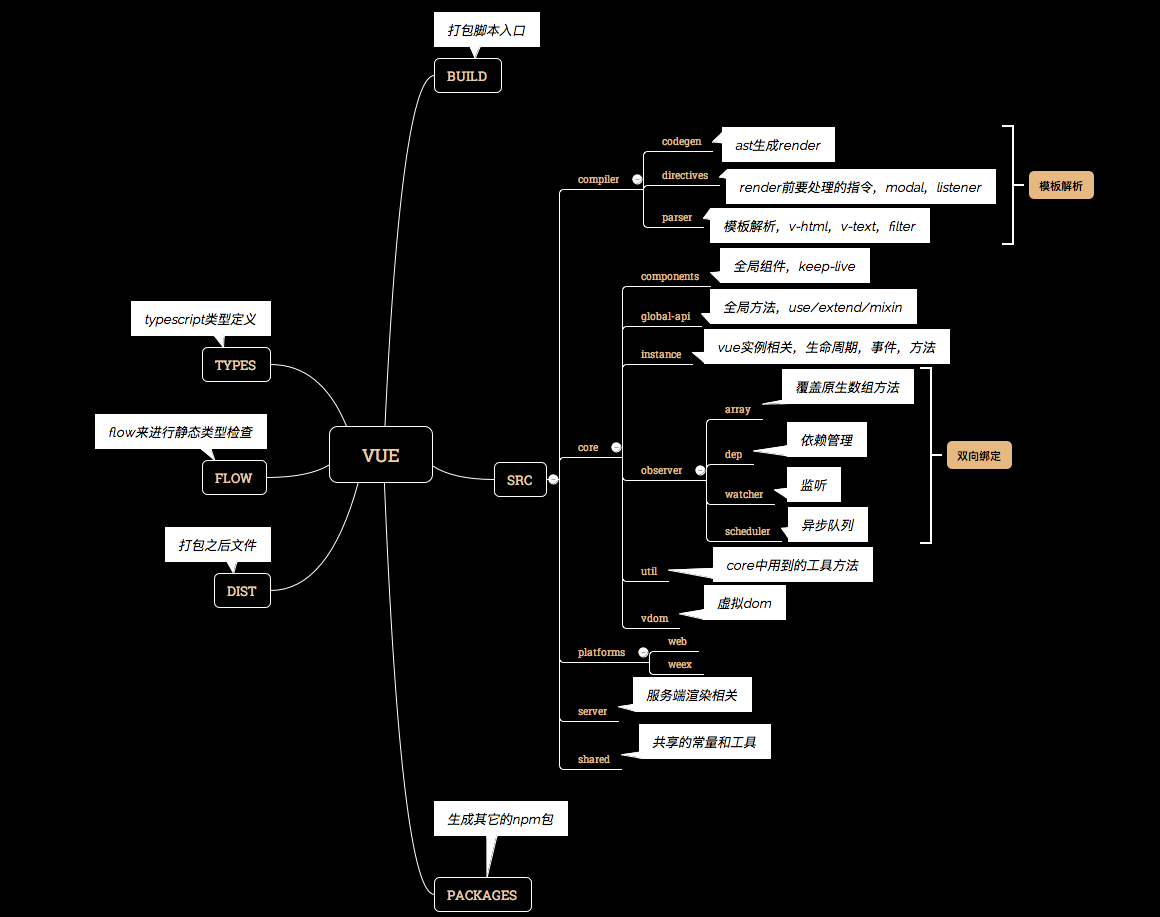 打包脚本入口
BUILD
codegen
ast生成render
compiler
directives
render前要处理的指令，modal，listener
模板解析
parser
模板解析，v-html，v-text，filter
components
全局组件，keep-live
typescript类型定义
global-api
全局方法，use/extend/mixin
TYPES
instance
vue实例相关，生命周期，事件，方法
array
覆盖原生数组方法
flow来进行静态类型检查
FLOW
VUE
SRC
core
observer
dep
依赖管理
双向绑定
watcher
监听
scheduler
异步队列
打包之后文件
DIST
util
core中用到的工具方法
vdom
虚拟dom
platforms
web
weex
server
服务端渲染相关
shared
共享的常量和工具
生成其它的npm包
PACKAGES